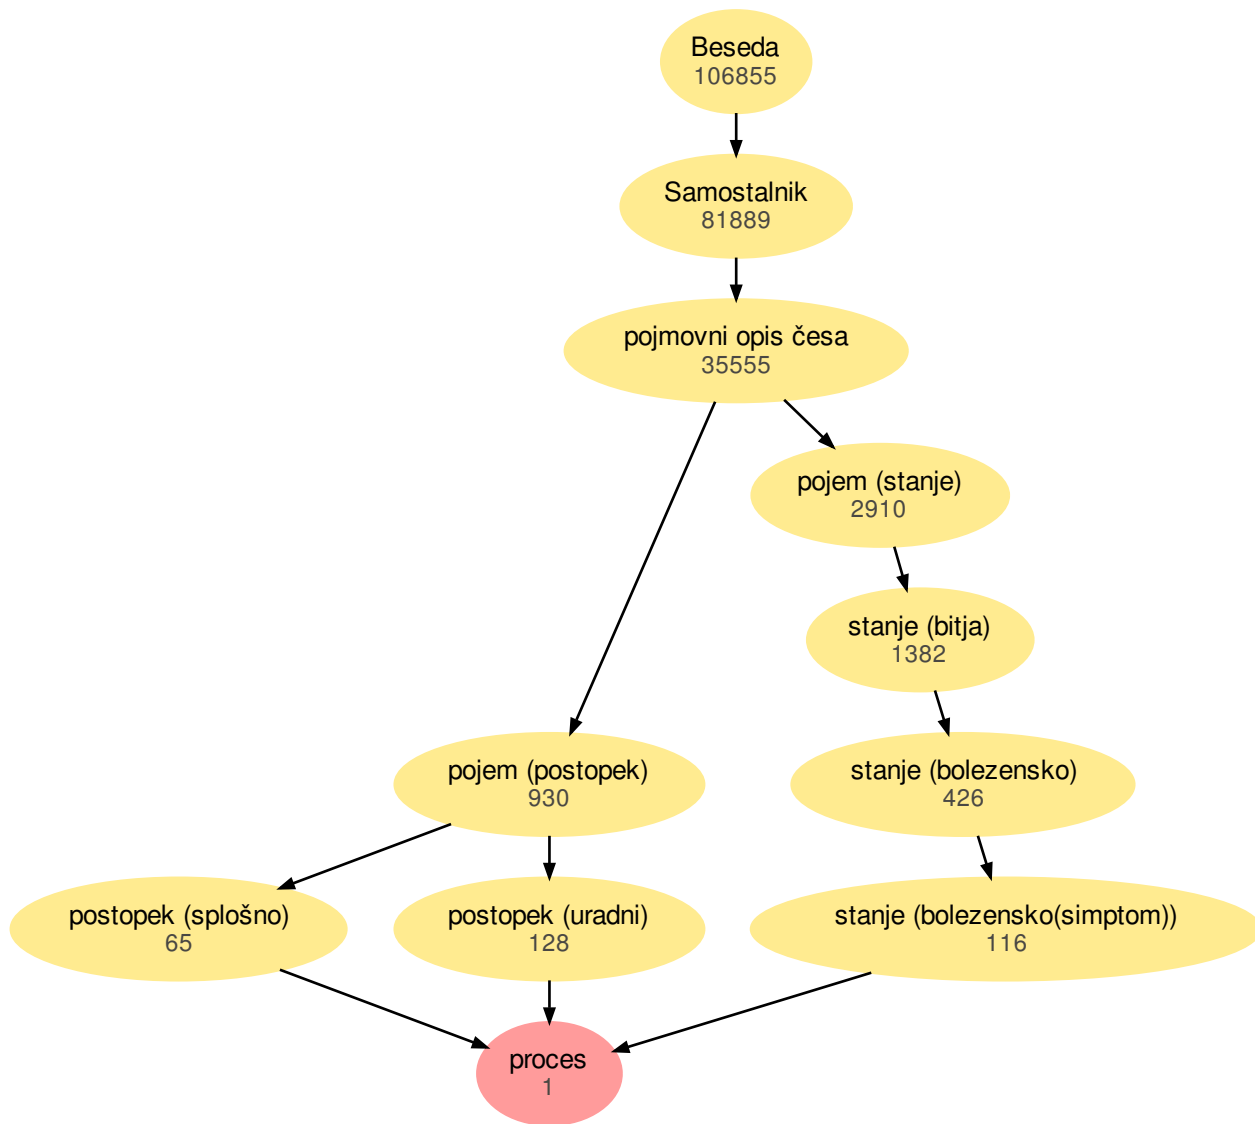 Beseda
106855
Samostalnik
81889
pojmovni opis česa
35555
pojem (stanje)
2910
stanje (bitja)
1382
pojem (postopek)
930
stanje (bolezensko)
426
postopek (splošno)
65
postopek (uradni)
128
stanje (bolezensko(simptom))
116
proces
1